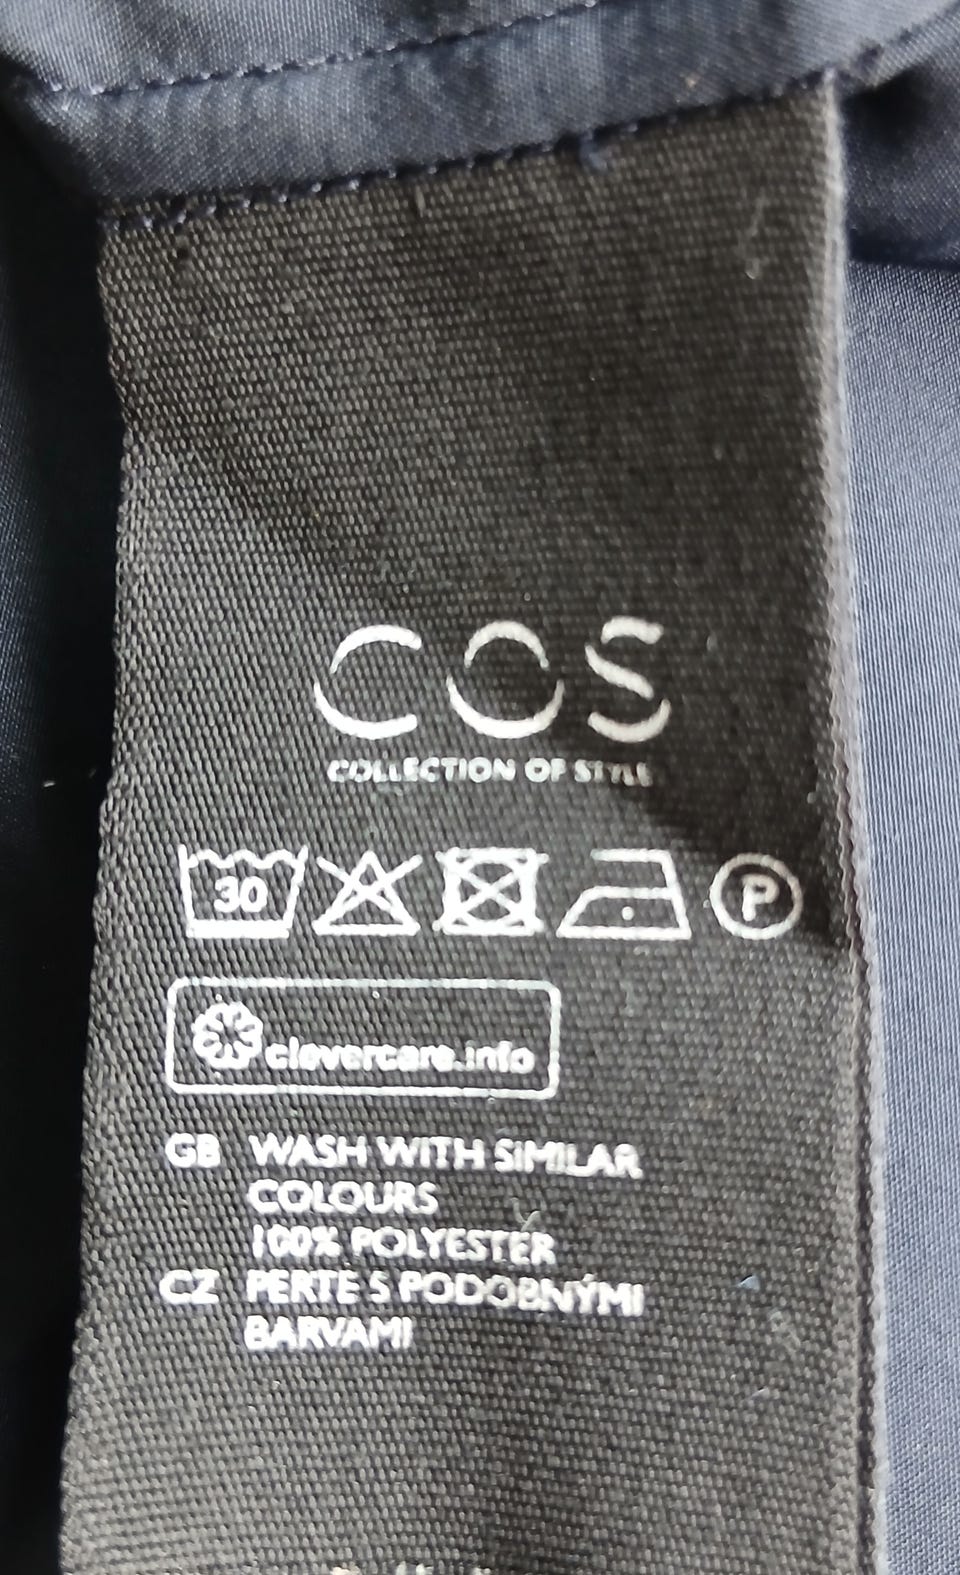 COS
COLLECTION OF STYLE
30 P
clevercare.info
GB WASH WITH SIMILAR
COLOURS
100% POLYESTER
CZ PERTE S PODOBNÝMI
BARVAMI